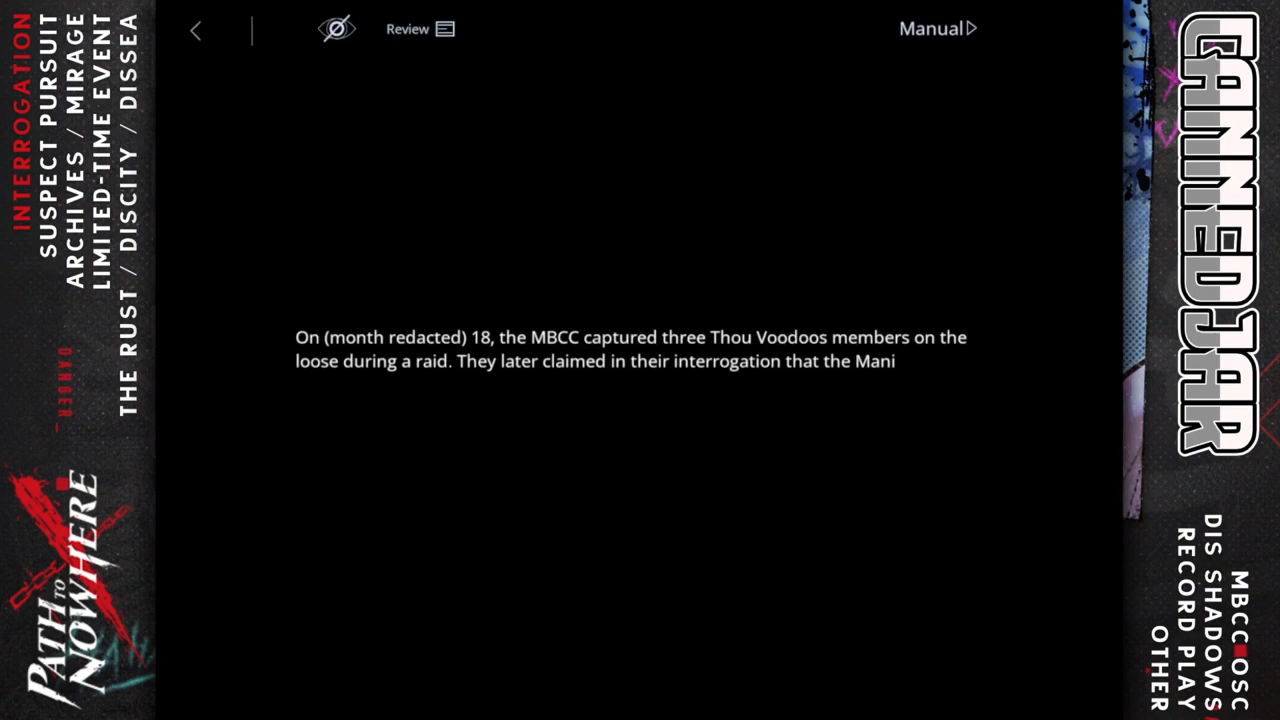 INTERROGATION
SUSPECT PURSUIT
ARCHIVES / MIRAGE
LIMITED-TIME EVENT
THE RUST / DISCITY / DISSEA
DANGER
PATH TO NOWHERE
Review
Manual
On (month redacted) 18, the MBCC captured three Thou Voodoos members on the
loose during a raid. They later claimed in their interrogation that the Mani
CANNEDJAR
MBCC OSC
DIS SHADOWS/
RECORD PLAY
OTHER